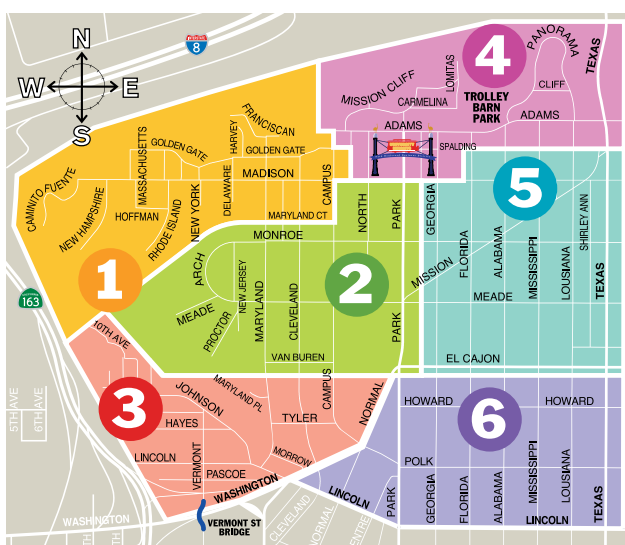 N
W
E
S
8
163
5TH AVE
6TH AVE
1
CAMINITO FUENTE
NEW HAMPSHIRE
MASSACHUSETTS
HOFFMAN
RHODE ISLAND
GOLDEN GATE
NEW YORK
HARVEY
FRANCISCAN
GOLDEN GATE
DELAWARE
MADISON
CAMPUS
MARYLAND CT
4
MISSION CLIFF
LOMITAS
CARMELINA
TROLLEY
BARN
PARK
PANORAMA
CLIFF
TEXAS
ADAMS
ADAMS
SPALDING
2
MONROE
NORTH
PARK
ARCH
MEADE
PROCTOR
NEW JERSEY
MARYLAND
CLEVELAND
VAN BUREN
PARK
5
GEORGIA
MISSION
FLORIDA
ALABAMA
MISSISSIPPI
LOUISIANA
SHIRLEY ANN
TEXAS
MEADE
EL CAJON
3
10TH AVE
JOHNSON
MARYLAND PL
HAYES
TYLER
CAMPUS
NORMAL
LINCOLN
VERMONT
PASCOE
MORROW
WASHINGTON
6
HOWARD
HOWARD
POLK
LINCOLN
PARK
GEORGIA
FLORIDA
ALABAMA
MISSISSIPPI
LOUISIANA
TEXAS
LINCOLN
WASHINGTON
VERMONT ST
BRIDGE
CLEVELAND
NORMAL